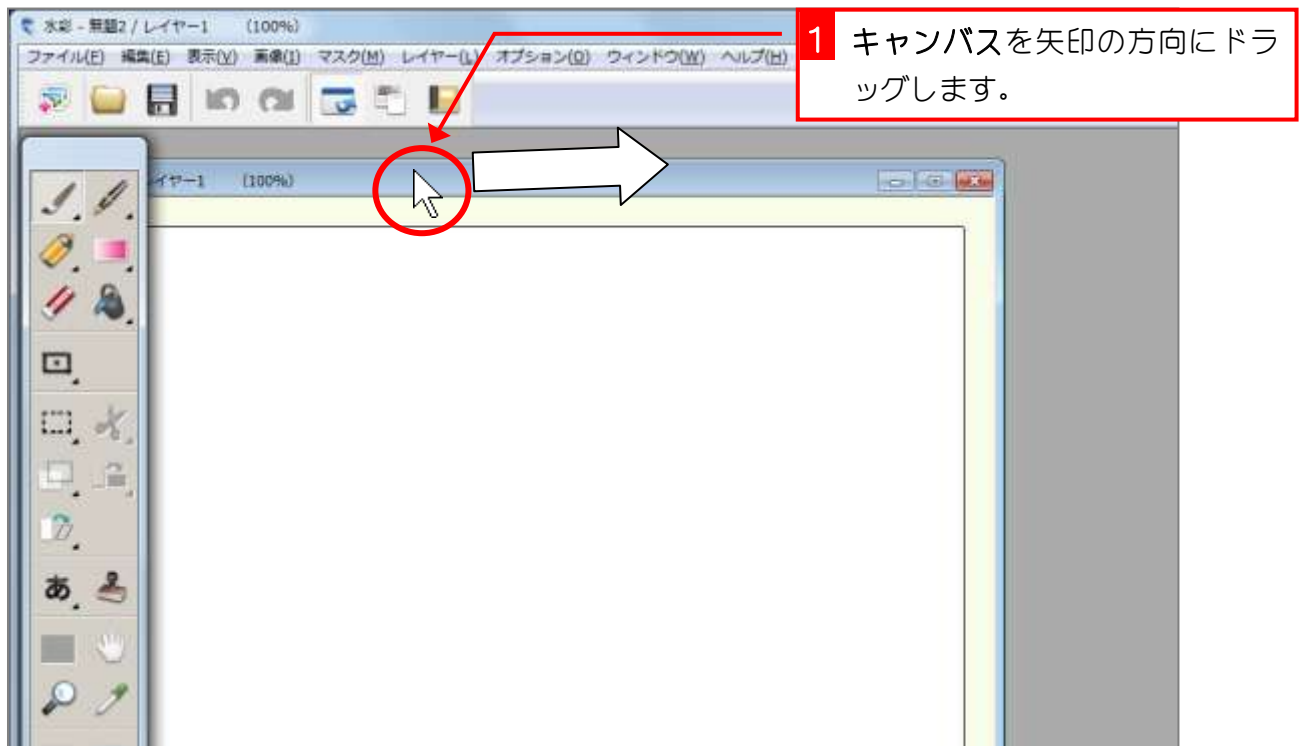 水彩 - 無題2 / レイヤー1 (100%)
1 キャンバスを矢印の方向にドラ
ッグします。
ファイル(F) 編集(E) 表示(V) 画像(I) マスク(M) レイヤー(L) オプション(O) ウィンドウ(W) ヘルプ(H)
イヤー1 (100%)
あ